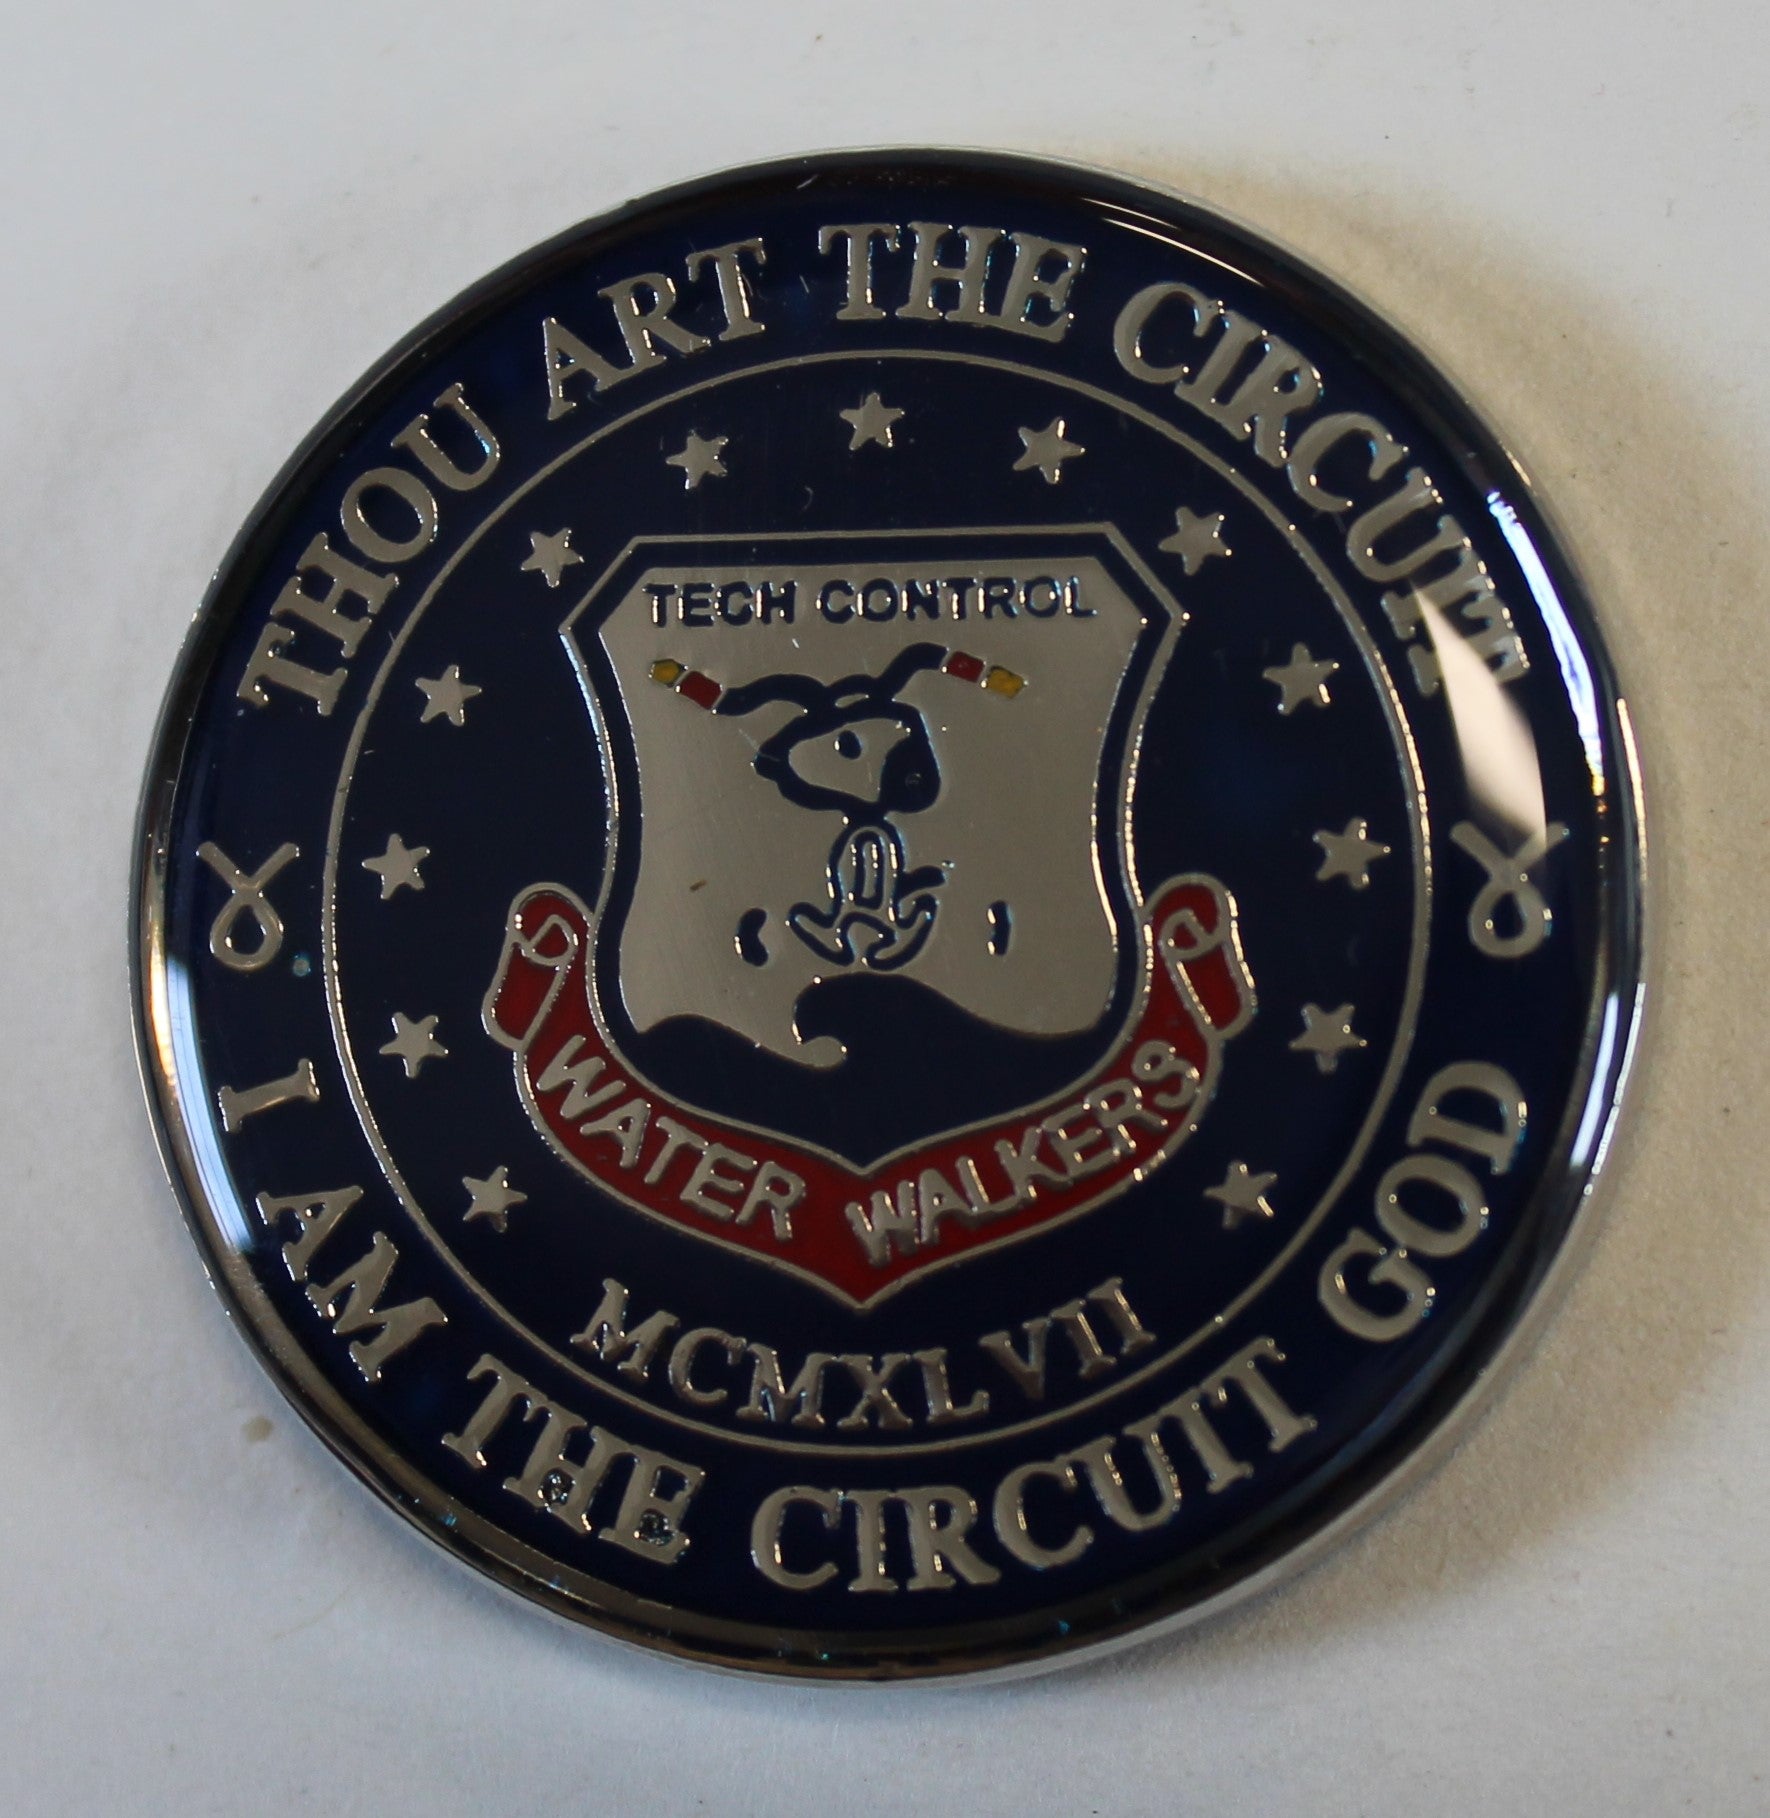 THOU ART THE CIRCUIT
TECH CONTROL
WATER WALKERS
MCMXLVII
I AM THE CIRCUIT GOD